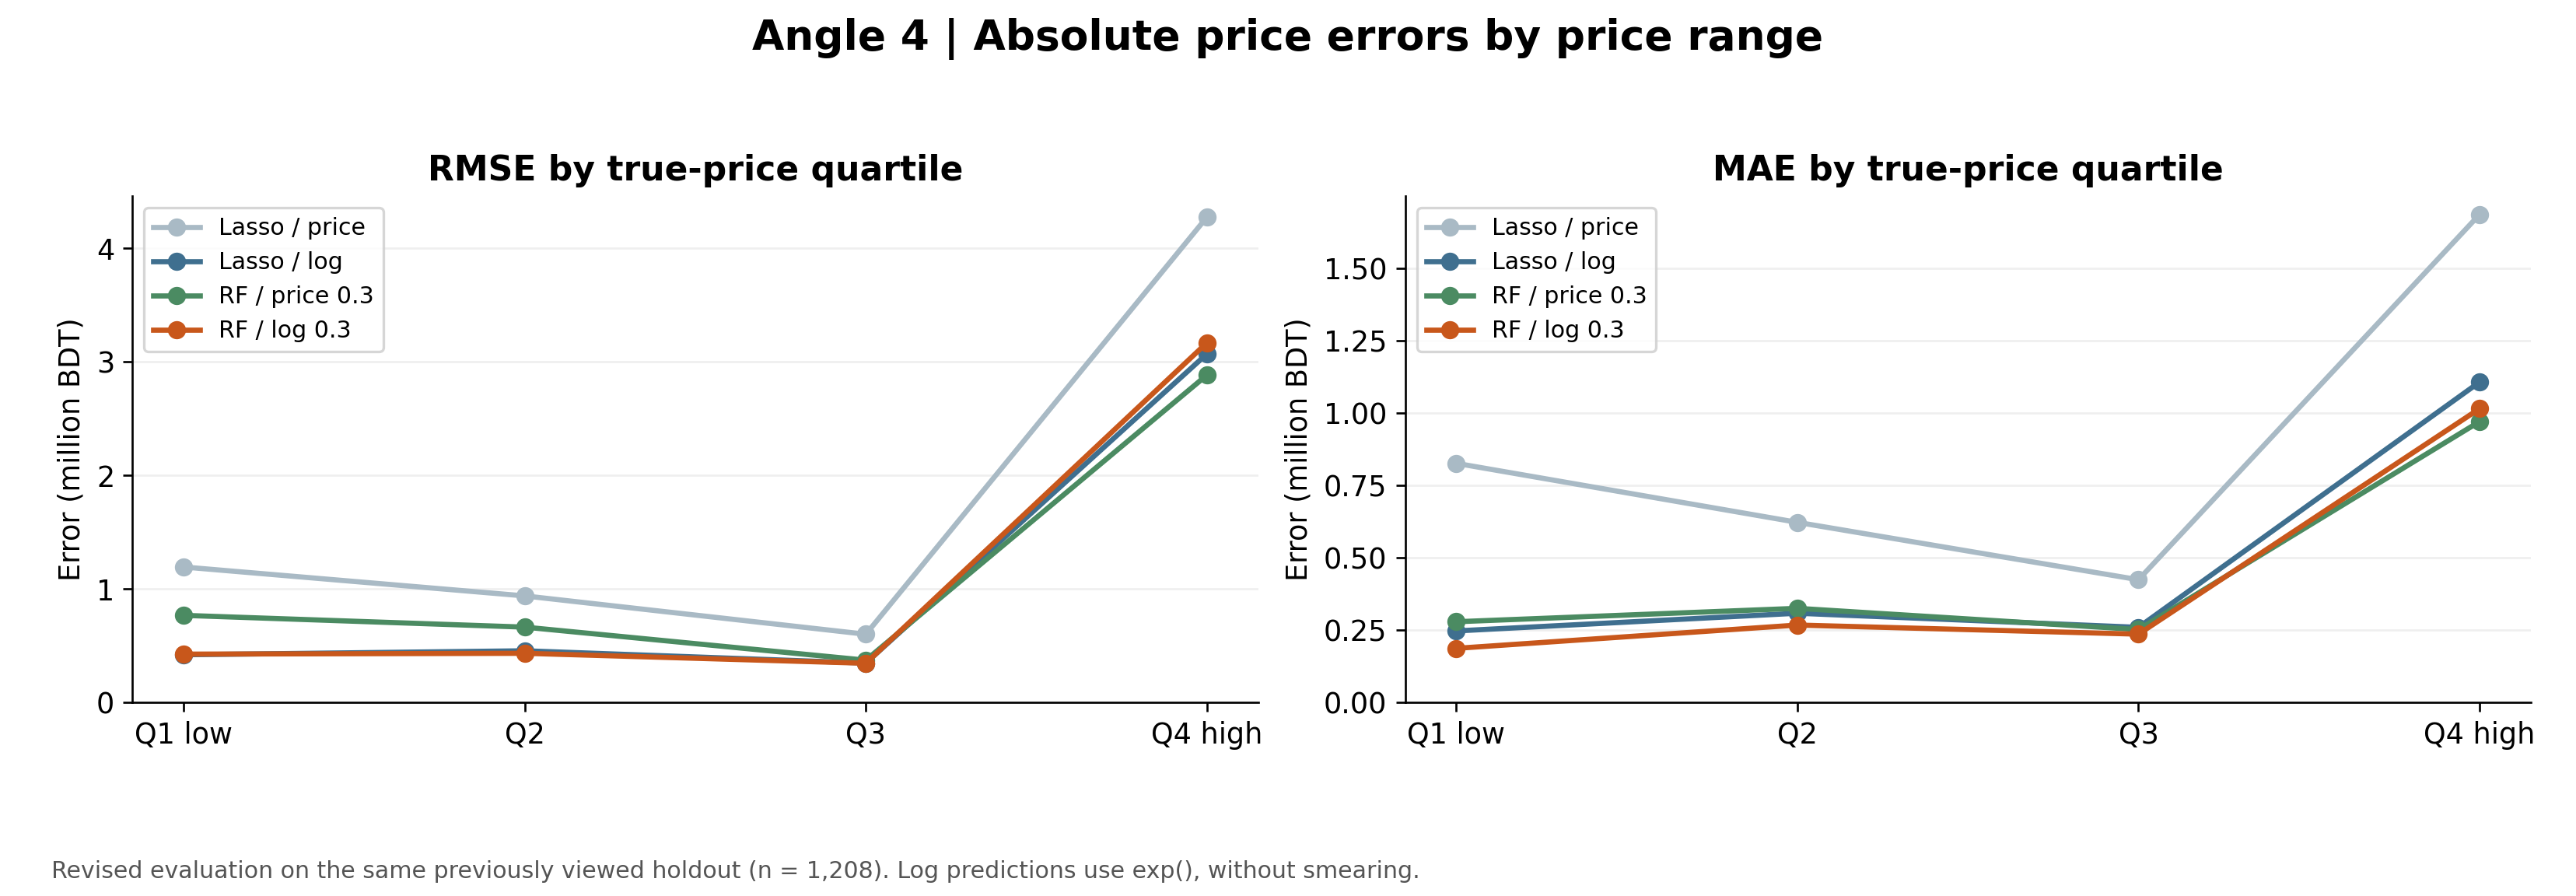 Angle 4 | Absolute price errors by price range
RMSE by true-price quartile
Error (million BDT)
4
3
2
1
0
Lasso / price
Lasso / log
RF / price 0.3
RF / log 0.3
Q1 low
Q2
Q3
Q4 high
MAE by true-price quartile
Error (million BDT)
1.50
1.25
1.00
0.75
0.50
0.25
0.00
Lasso / price
Lasso / log
RF / price 0.3
RF / log 0.3
Q1 low
Q2
Q3
Q4 high
Revised evaluation on the same previously viewed holdout (n = 1,208). Log predictions use exp(), without smearing.